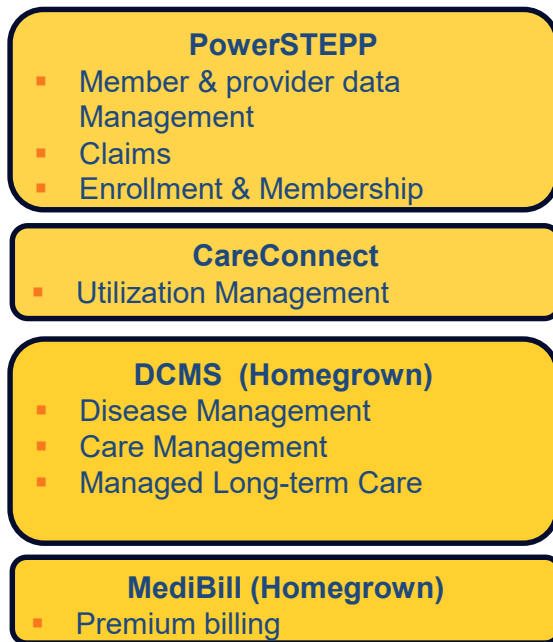 PowerSTEPP
▪ Member & provider data
Management
▪ Claims
▪ Enrollment & Membership
CareConnect
▪ Utilization Management
DCMS (Homegrown)
▪ Disease Management
▪ Care Management
▪ Managed Long-term Care
MediBill (Homegrown)
▪ Premium billing